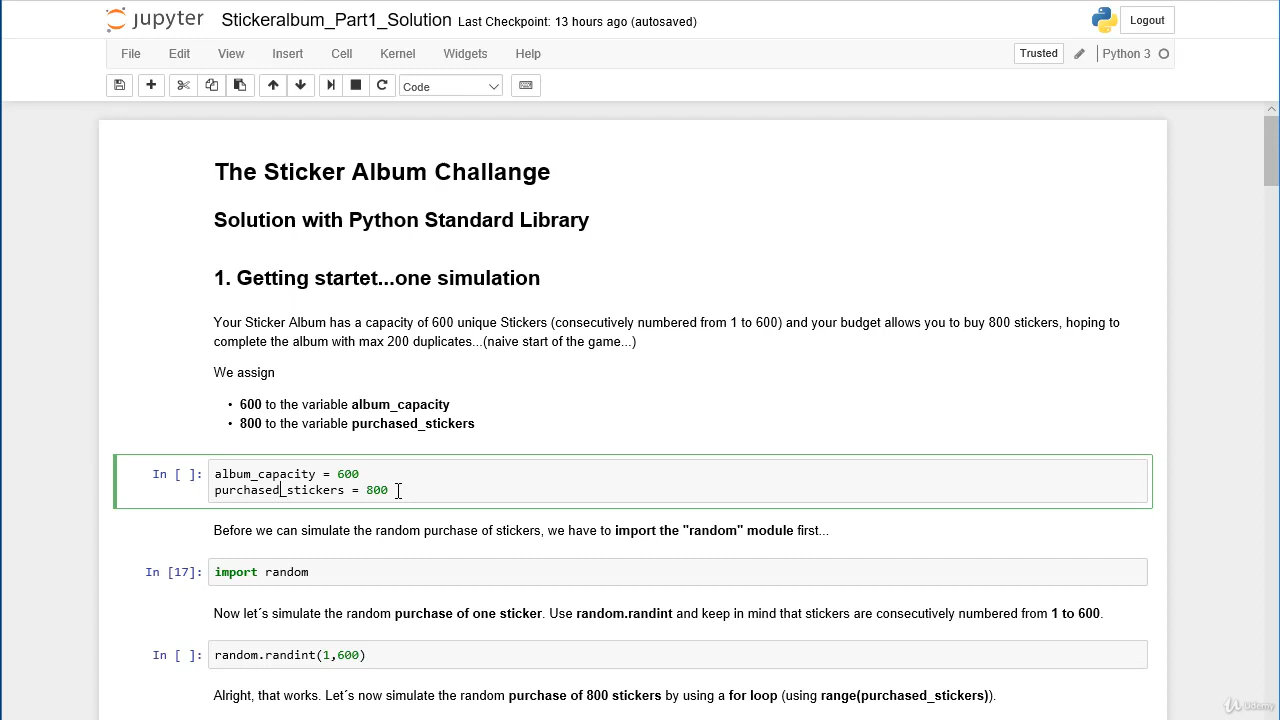 jupyter Stickeralbum_Part1_Solution Last Checkpoint: 13 hours ago (autosaved) Logout
File Edit View Insert Cell Kernel Widgets Help Trusted Python 3
Code
The Sticker Album Challange
Solution with Python Standard Library
1. Getting startet...one simulation
Your Sticker Album has a capacity of 600 unique Stickers (consecutively numbered from 1 to 600) and your budget allows you to buy 800 stickers, hoping to
complete the album with max 200 duplicates...(naive start of the game...)
We assign
• 600 to the variable album_capacity
• 800 to the variable purchased_stickers
In [ ]: album_capacity = 600
purchased_stickers = 800
Before we can simulate the random purchase of stickers, we have to import the "random" module first...
In [17]: import random
Now let´s simulate the random purchase of one sticker. Use random.randint and keep in mind that stickers are consecutively numbered from 1 to 600.
In [ ]: random.randint(1,600)
Alright, that works. Let´s now simulate the random purchase of 800 stickers by using a for loop (using range(purchased_stickers)).
Udemy